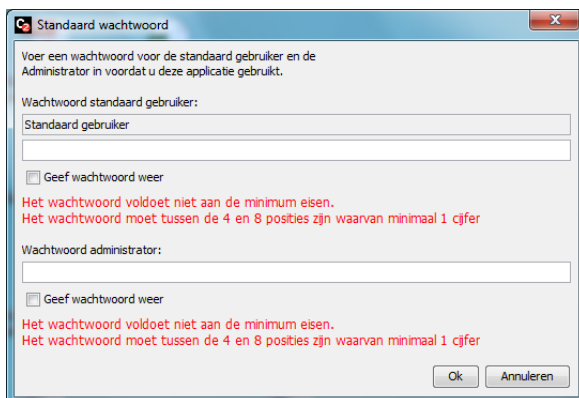 C2 Standaard wachtwoord
Voer een wachtwoord voor de standaard gebruiker en de
Administrator in voordat u deze applicatie gebruikt.
Wachtwoord standaard gebruiker:
Standaard gebruiker
Geef wachtwoord weer
Het wachtwoord voldoet niet aan de minimum eisen.
Het wachtwoord moet tussen de 4 en 8 posities zijn waarvan minimaal 1 cijfer
Wachtwoord administrator:
Geef wachtwoord weer
Het wachtwoord voldoet niet aan de minimum eisen.
Het wachtwoord moet tussen de 4 en 8 posities zijn waarvan minimaal 1 cijfer
Ok Annuleren